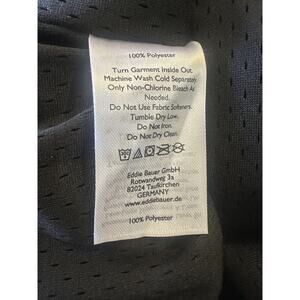 100% Polyester
Turn Garment Inside Out.
Machine Wash Cold Separately.
Only Non-Chlorine Bleach As
Needed.
Do Not Use Fabric Softeners.
Tumble Dry Low.
Do Not Iron.
Do Not Dry Clean.
Eddie Bauer GmbH
Rotwandweg 3a
82024 Taufkirchen
GERMANY
www.eddiebauer.de
100% Polyester